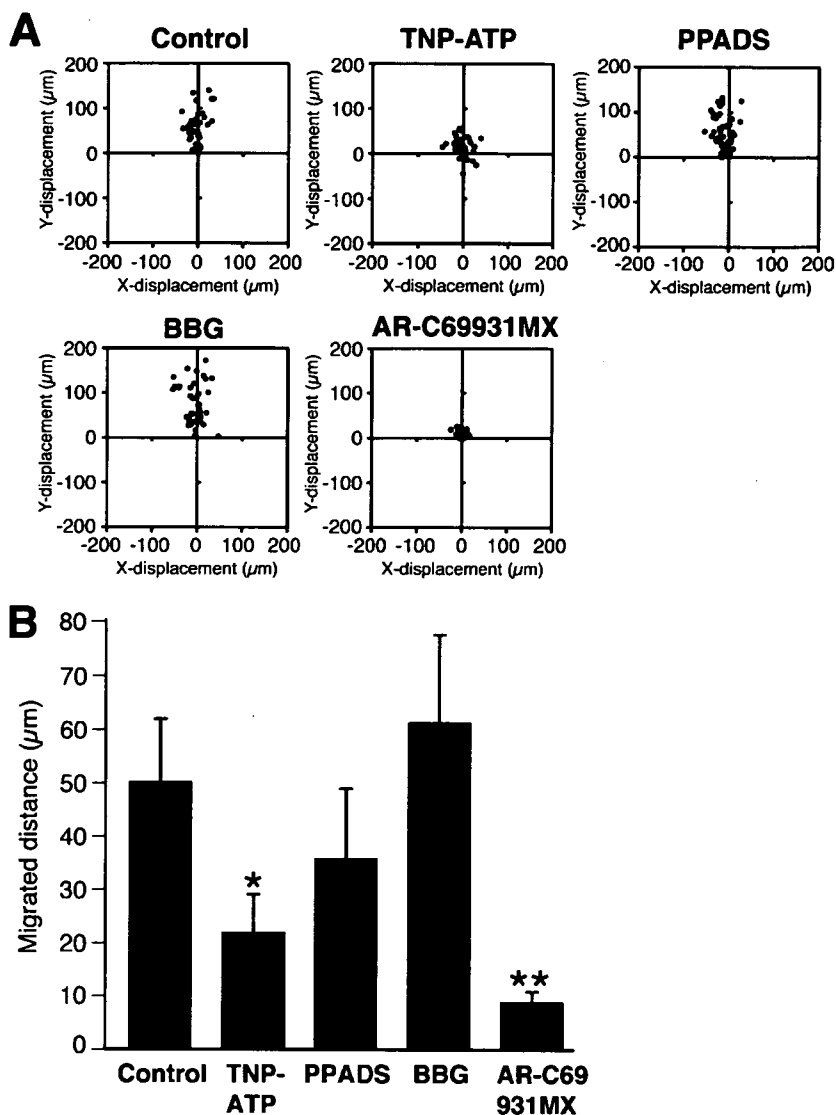 A
Control
TNP-ATP
PPADS
Y-displacement (µm)
200
100
0
-100
-200
-200 -100 0 100 200
X-displacement (µm)
Y-displacement (µm)
200
100
0
-100
-200
-200 -100 0 100 200
X-displacement (µm)
Y-displacement (µm)
200
100
0
-100
-200
-200 -100 0 100 200
X-displacement (µm)
BBG
AR-C69931MX
Y-displacement (µm)
200
100
0
-100
-200
-200 -100 0 100 200
X-displacement (µm)
Y-displacement (µm)
200
100
0
-100
-200
-200 -100 0 100 200
X-displacement (µm)
B
Migrated distance (µm)
80
70
60
50
40
30
20
10
0
*
**
Control
TNP-
ATP
PPADS
BBG
AR-C69
931MX